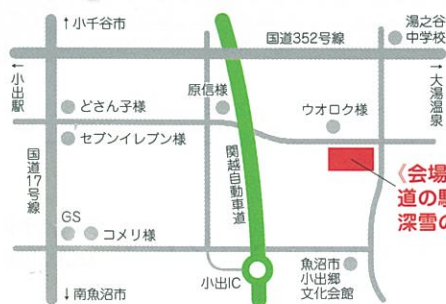 ↑小千谷市
国道352号線
湯之谷
中学校
←小出駅
→大湯温泉
どさん子様
原信様
ウオロク様
セブンイレブン様
国道17号線
関越自動車道
《会場
道の駅
深雪の
GS
コメリ様
小出IC
魚沼市
小出郷
文化会館
↓南魚沼市